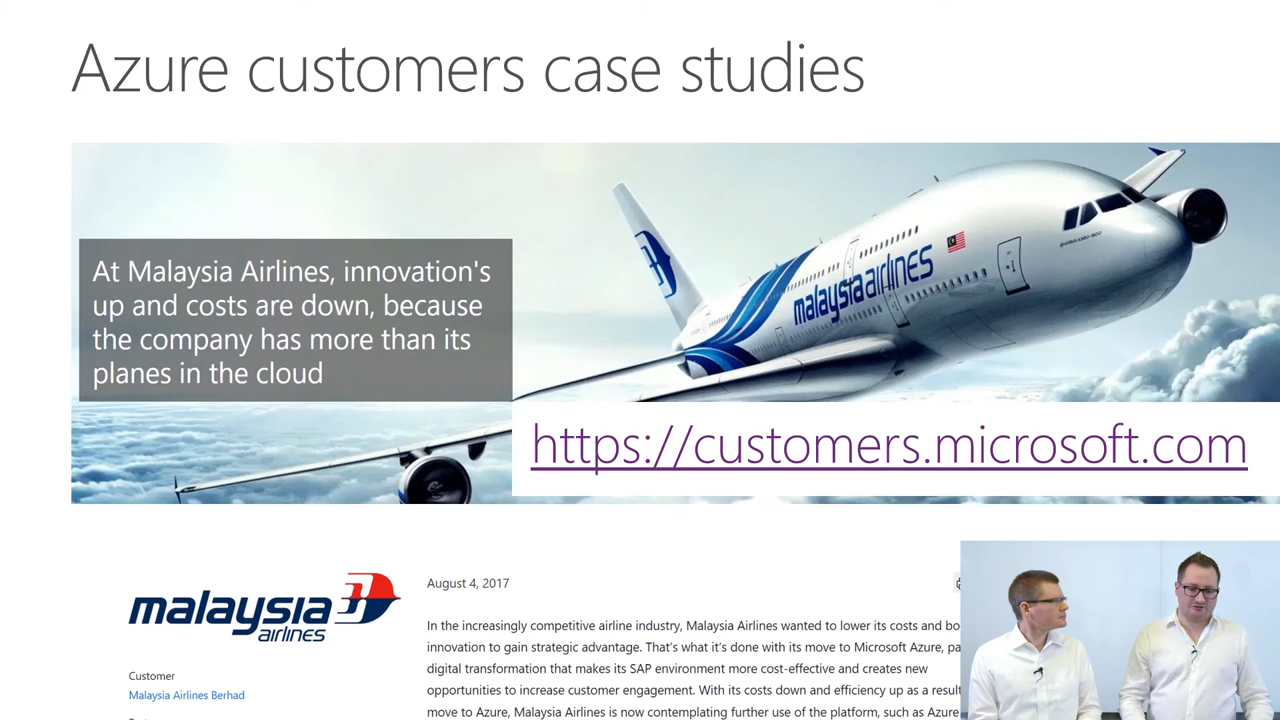 Azure customers case studies
At Malaysia Airlines, innovation's
up and costs are down, because
the company has more than its
planes in the cloud
malaysia airlines
https://customers.microsoft.com
malaysia
airlines
August 4, 2017
In the increasingly competitive airline industry, Malaysia Airlines wanted to lower its costs and
innovation to gain strategic advantage. That's what it's done with its move to Microsoft Azure,
digital transformation that makes its SAP environment more cost-effective and creates new
opportunities to increase customer engagement. With its costs down and efficiency up as a result
move to Azure, Malaysia Airlines is now contemplating further use of the platform, such as Azure
Customer
Malaysia Airlines Berhad